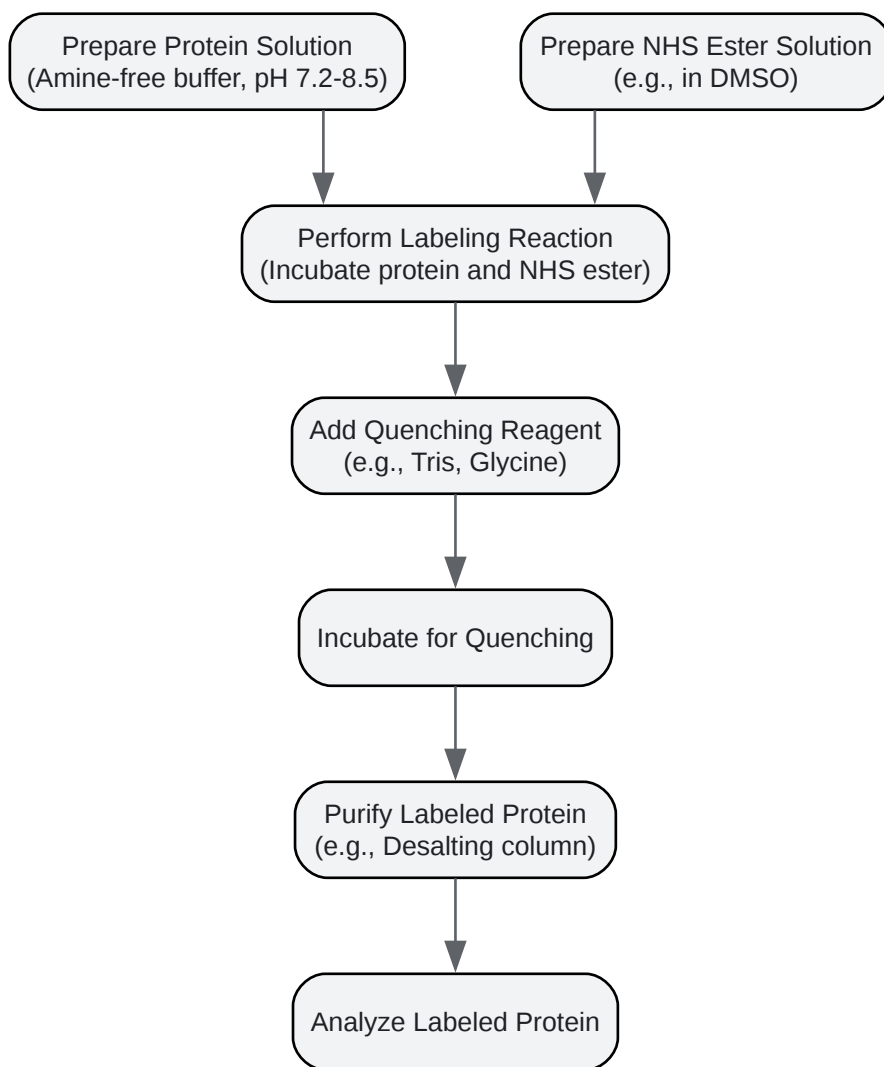 Prepare Protein Solution
(Amine-free buffer, pH 7.2-8.5)
Prepare NHS Ester Solution
(e.g., in DMSO)
Perform Labeling Reaction
(Incubate protein and NHS ester)
Add Quenching Reagent
(e.g., Tris, Glycine)
Incubate for Quenching
Purify Labeled Protein
(e.g., Desalting column)
Analyze Labeled Protein